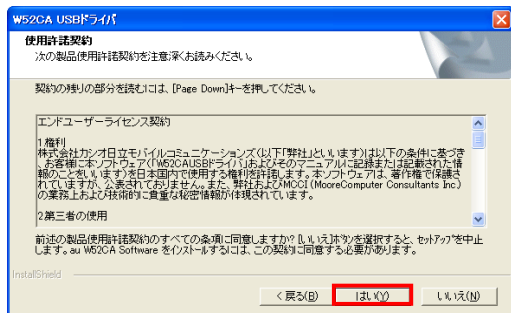 W52CA USBドライバ
使用許諾契約
次の製品使用許諾契約を注意深くお読みください。
契約の残りの部分を読むには、[Page Down]キーを押してください。
エンドユーザーライセンス契約
1権利
株式会社カシオ日立モバイルコミュニケーションズ(以下「弊社」といいます)は以下の条件に基づき
、お客様に本ソフトウェア(「W52CAUSBドライバ」およびそのマニュアルに記録または記載された情
報のことをいいます)を日本国内で使用する権利を許諾します。本ソフトウェアは、著作権で保護さ
れていますが、公表されておりません。また、弊社およびMCCI (MooreComputer Consultants Inc.)
の業務上および技術的に貴重な秘密情報が体現されています。
2第三者の使用
前述の製品使用許諾契約のすべての条項に同意しますか?[いいえ]ボタンを選択すると、セットアップを中止
します。au W52CA Software をインストールするには、この契約に同意する必要があります。
InstallShield
< 戻る(B)
はい(Y)
いいえ(N)